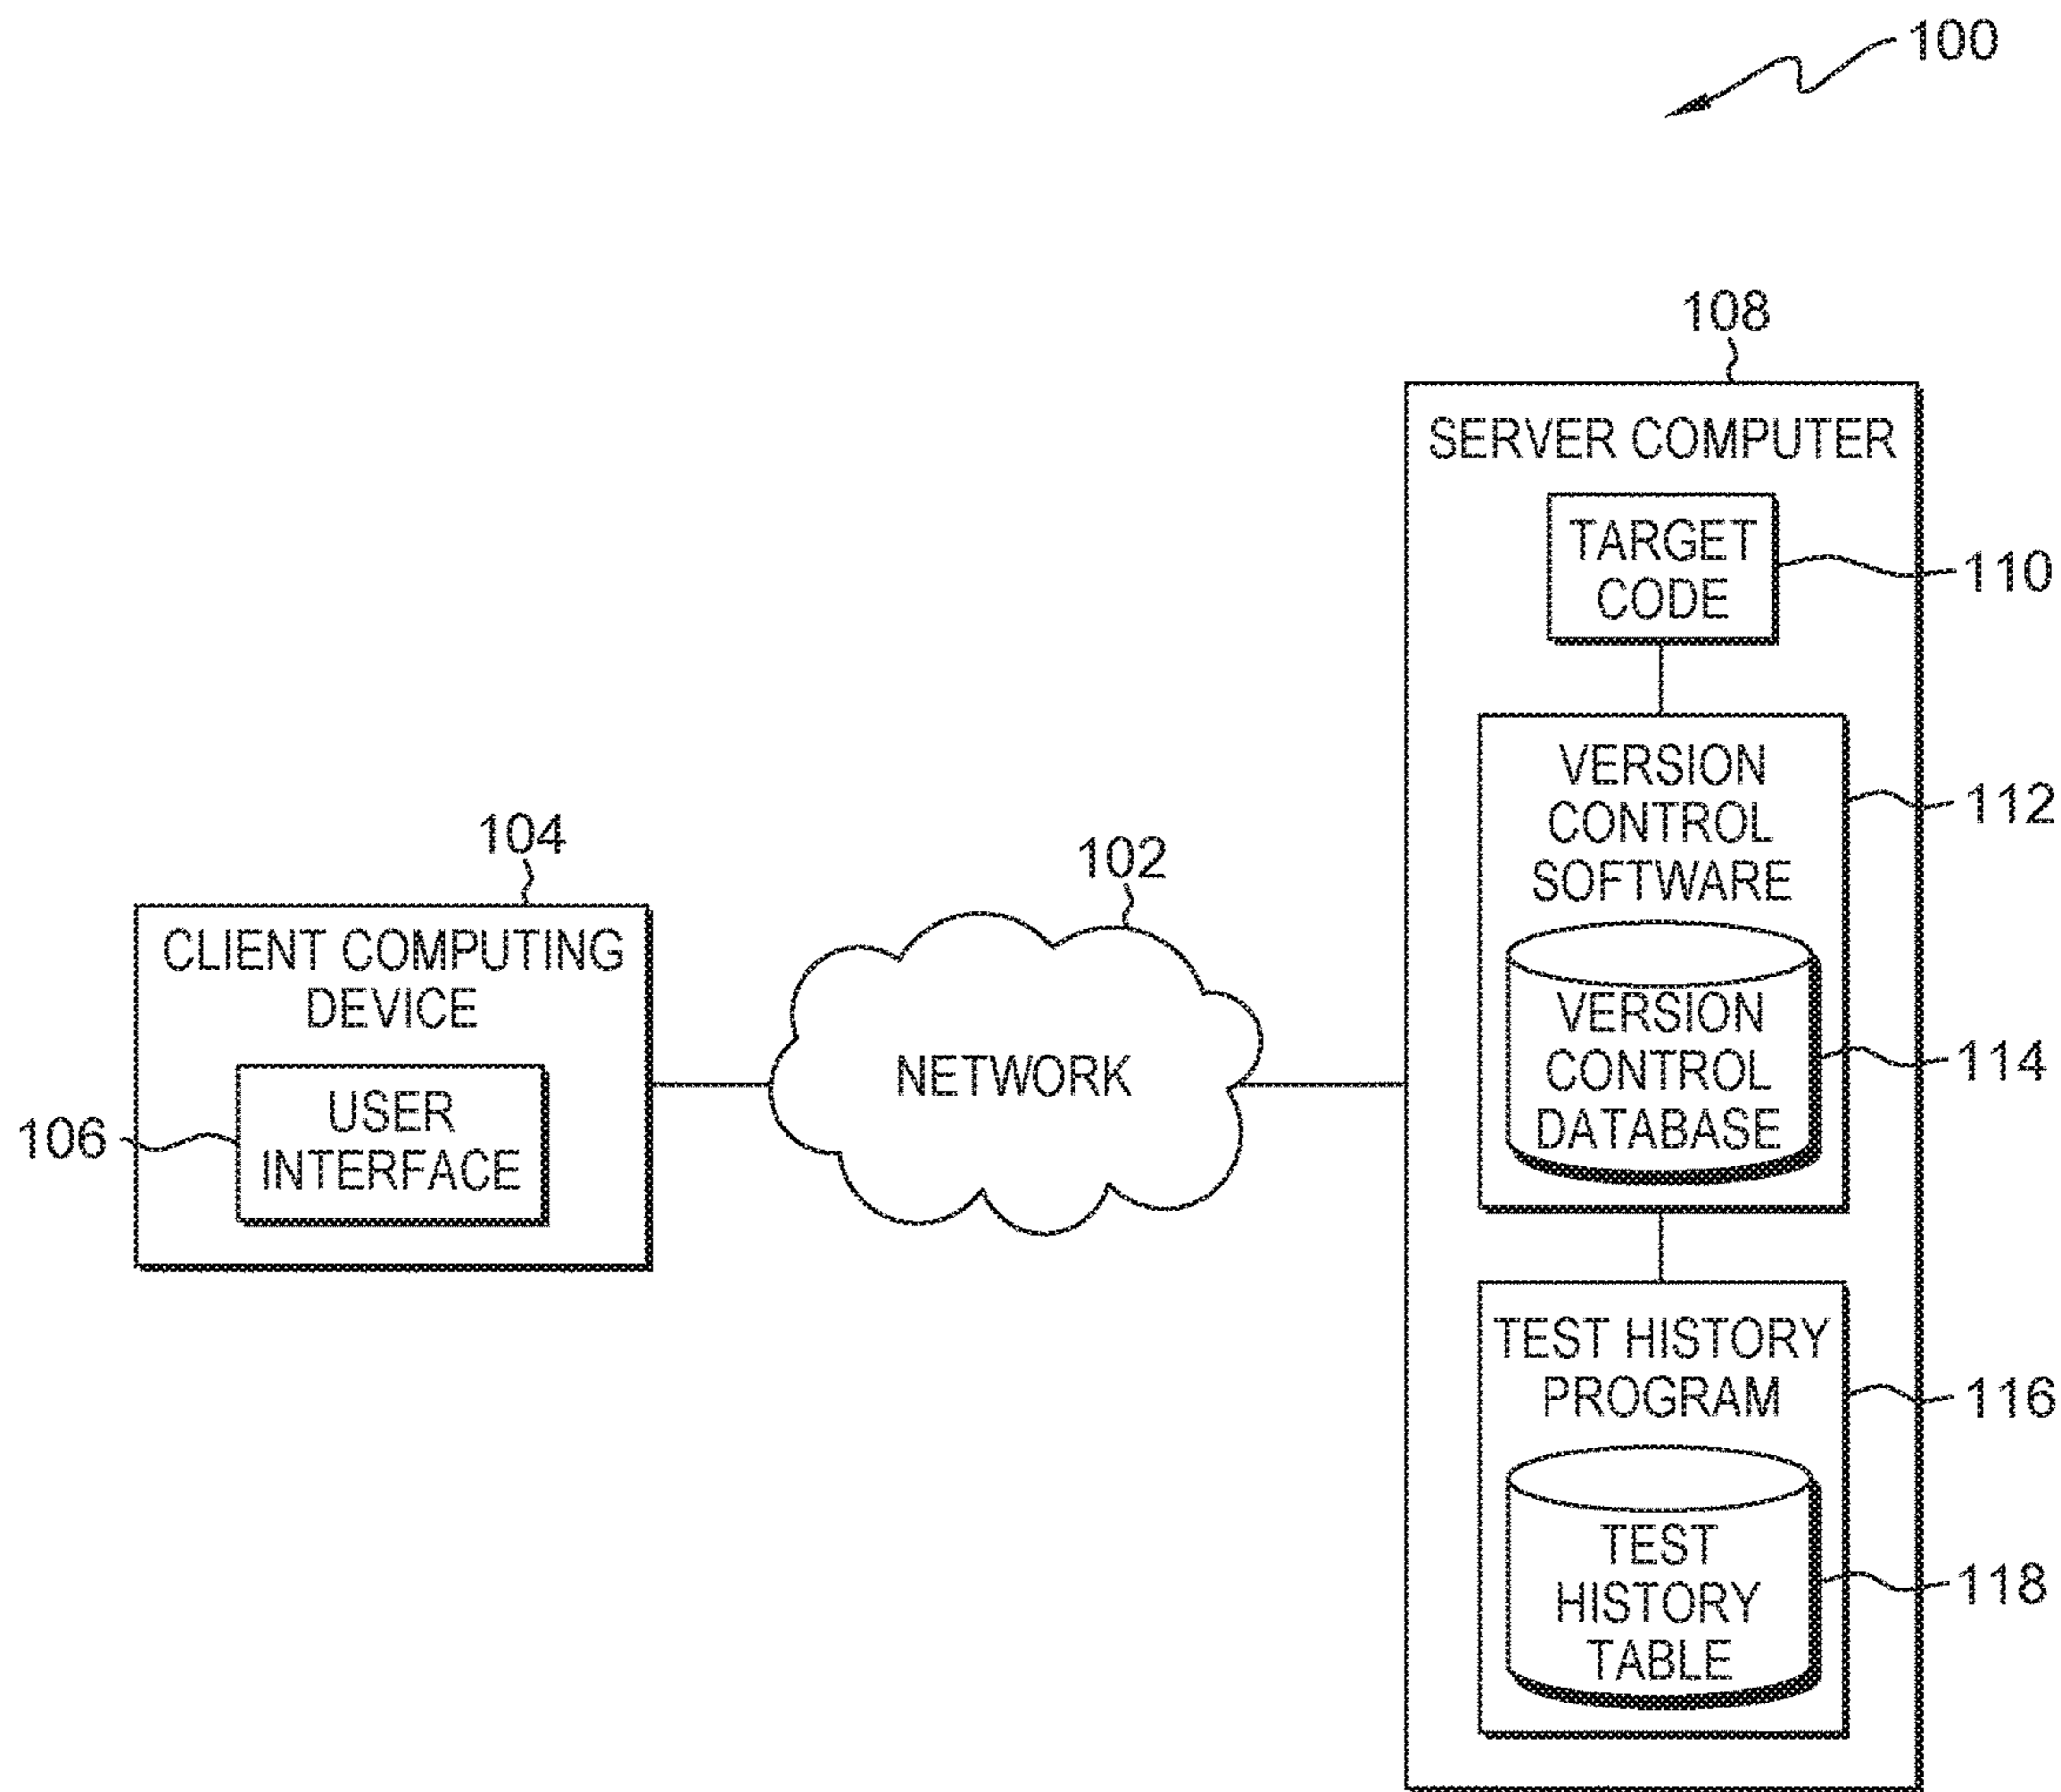 100
108
SERVER COMPUTER
TARGET
CODE
110
VERSION
CONTROL
SOFTWARE
112
VERSION
CONTROL
DATABASE
114
104
CLIENT COMPUTING
DEVICE
USER
INTERFACE
106
102
NETWORK
TEST HISTORY
PROGRAM
116
TEST
HISTORY
TABLE
118